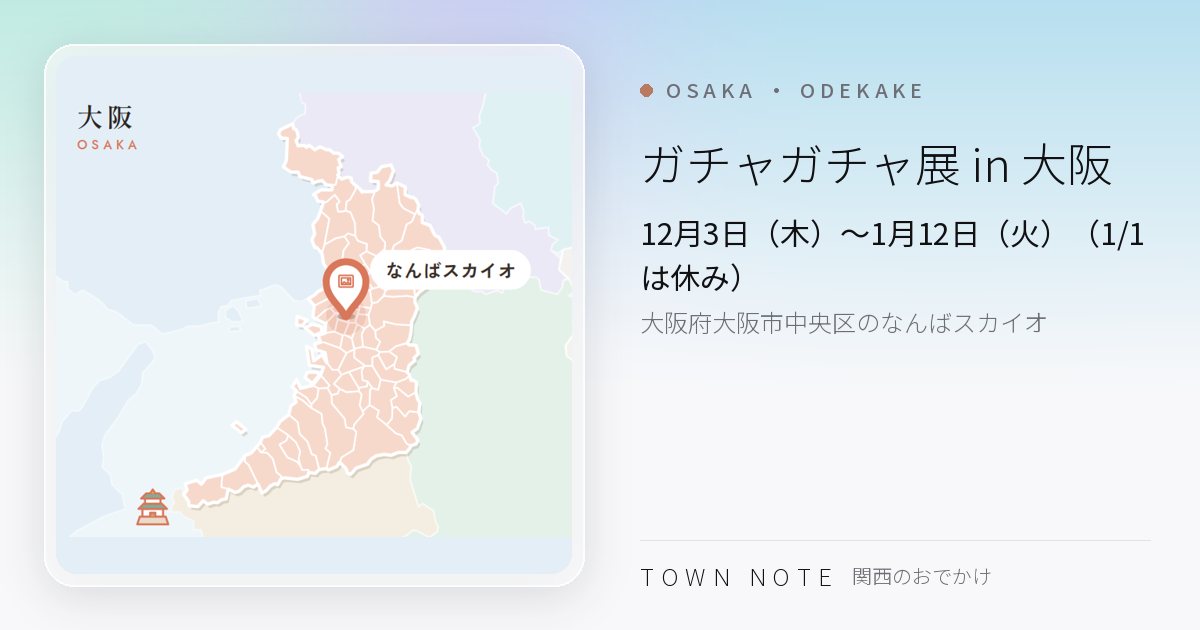 大阪
OSAKA
なんばスカイオ
OSAKA • ODEKAKE
ガチャガチャ展 in 大阪
12月3日（木）〜1月12日（火）（1/1
は休み）
大阪府大阪市中央区のなんばスカイオ
TOWN NOTE 関西のおでかけ